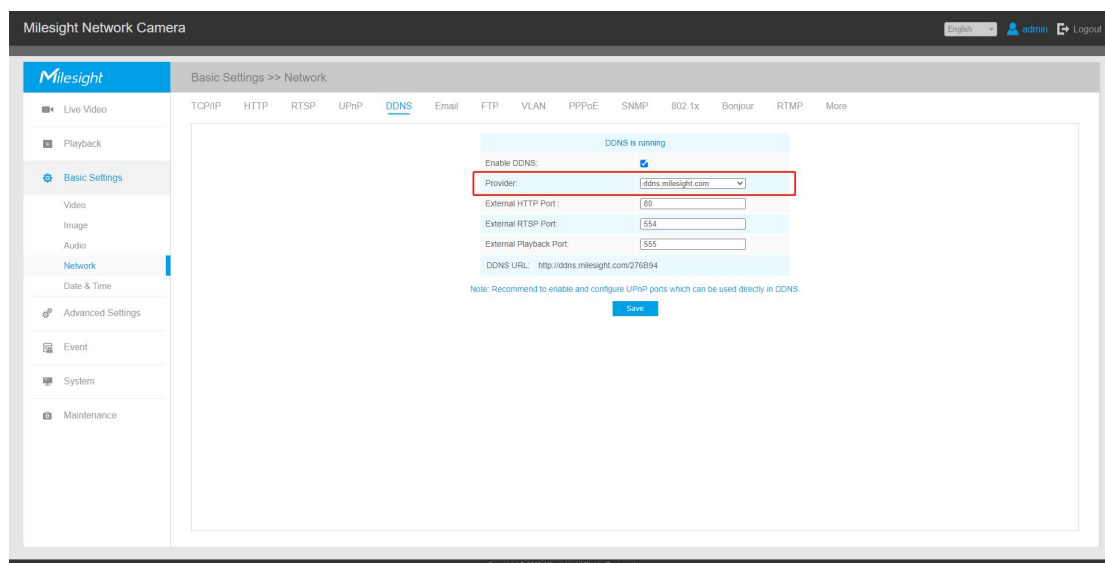 Milesight Network Camera
English
admin
Logout
Milesight
Basic Settings >> Network
Live Video
Playback
Basic Settings
Video
Image
Audio
Network
Date & Time
Advanced Settings
Event
System
Maintenance
TCP/IP HTTP RTSP UPnP DDNS Email FTP VLAN PPPoE SNMP 802.1x Bonjour RTMP More
DDNS is running
Enable DDNS:
Provider: ddns.milesight.com
External HTTP Port : 80
External RTSP Port: 554
External Playback Port: 555
DDNS URL: http://ddns.milesight.com/276B94
Note: Recommend to enable and configure UPnP ports which can be used directly in DDNS.
Save